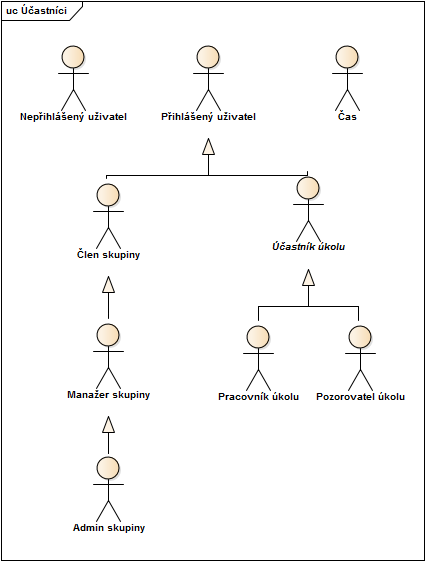 uc Účastníci
Nepřihlášený uživatel
Přihlášený uživatel
Čas
Člen skupiny
Účastník úkolu
Manažer skupiny
Pracovník úkolu
Pozorovatel úkolu
Admin skupiny